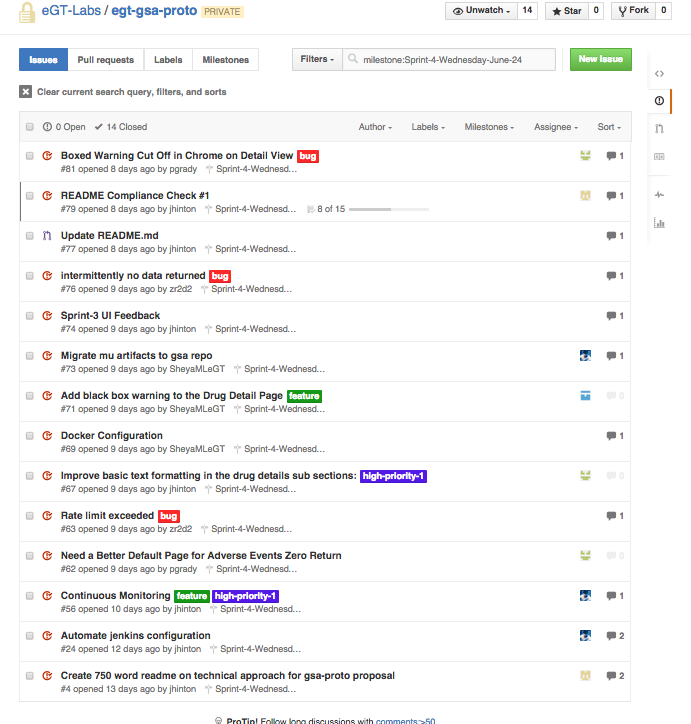 eGT-Labs / egt-gsa-proto PRIVATE
Unwatch 14 Star 0 Fork 0
Issues Pull requests Labels Milestones Filters milestone:Sprint-4-Wednesday-June-24 New Issue
Clear current search query, filters, and sorts
0 Open 14 Closed Author Labels Milestones Assignee Sort
Boxed Warning Cut Off in Chrome on Detail View bug 1
#81 opened 8 days ago by pgrady Sprint-4-Wednesd...
README Compliance Check #1 1
#79 opened 8 days ago by jhinton Sprint-4-Wednesd... 8 of 15
Update README.md 1
#77 opened 8 days ago by jhinton Sprint-4-Wednesd...
intermittently no data returned bug 1
#76 opened 9 days ago by zr2d2 Sprint-4-Wednesd...
Sprint-3 UI Feedback 1
#74 opened 9 days ago by jhinton Sprint-4-Wednesd...
Migrate mu artifacts to gsa repo 1
#73 opened 9 days ago by SheyaMLeGT Sprint-4-Wednesd...
Add black box warning to the Drug Detail Page feature 0
#71 opened 9 days ago by SheyaMLeGT Sprint-4-Wednesd...
Docker Configuration 1
#69 opened 9 days ago by SheyaMLeGT Sprint-4-Wednesd...
Improve basic text formatting in the drug details sub sections: high-priority-1 0
#67 opened 9 days ago by jhinton Sprint-4-Wednesd...
Rate limit exceeded bug 1
#63 opened 9 days ago by zr2d2 Sprint-4-Wednesd...
Need a Better Default Page for Adverse Events Zero Return 0
#62 opened 9 days ago by pgrady Sprint-4-Wednesd...
Continuous Monitoring feature high-priority-1 1
#56 opened 10 days ago by jhinton Sprint-4-Wednesd...
Automate jenkins configuration 2
#24 opened 12 days ago by jhinton Sprint-4-Wednesd...
Create 750 word readme on technical approach for gsa-proto proposal 2
#4 opened 13 days ago by jhinton Sprint-4-Wednesd...
ProTip! Follow long discussions with comments:>50.